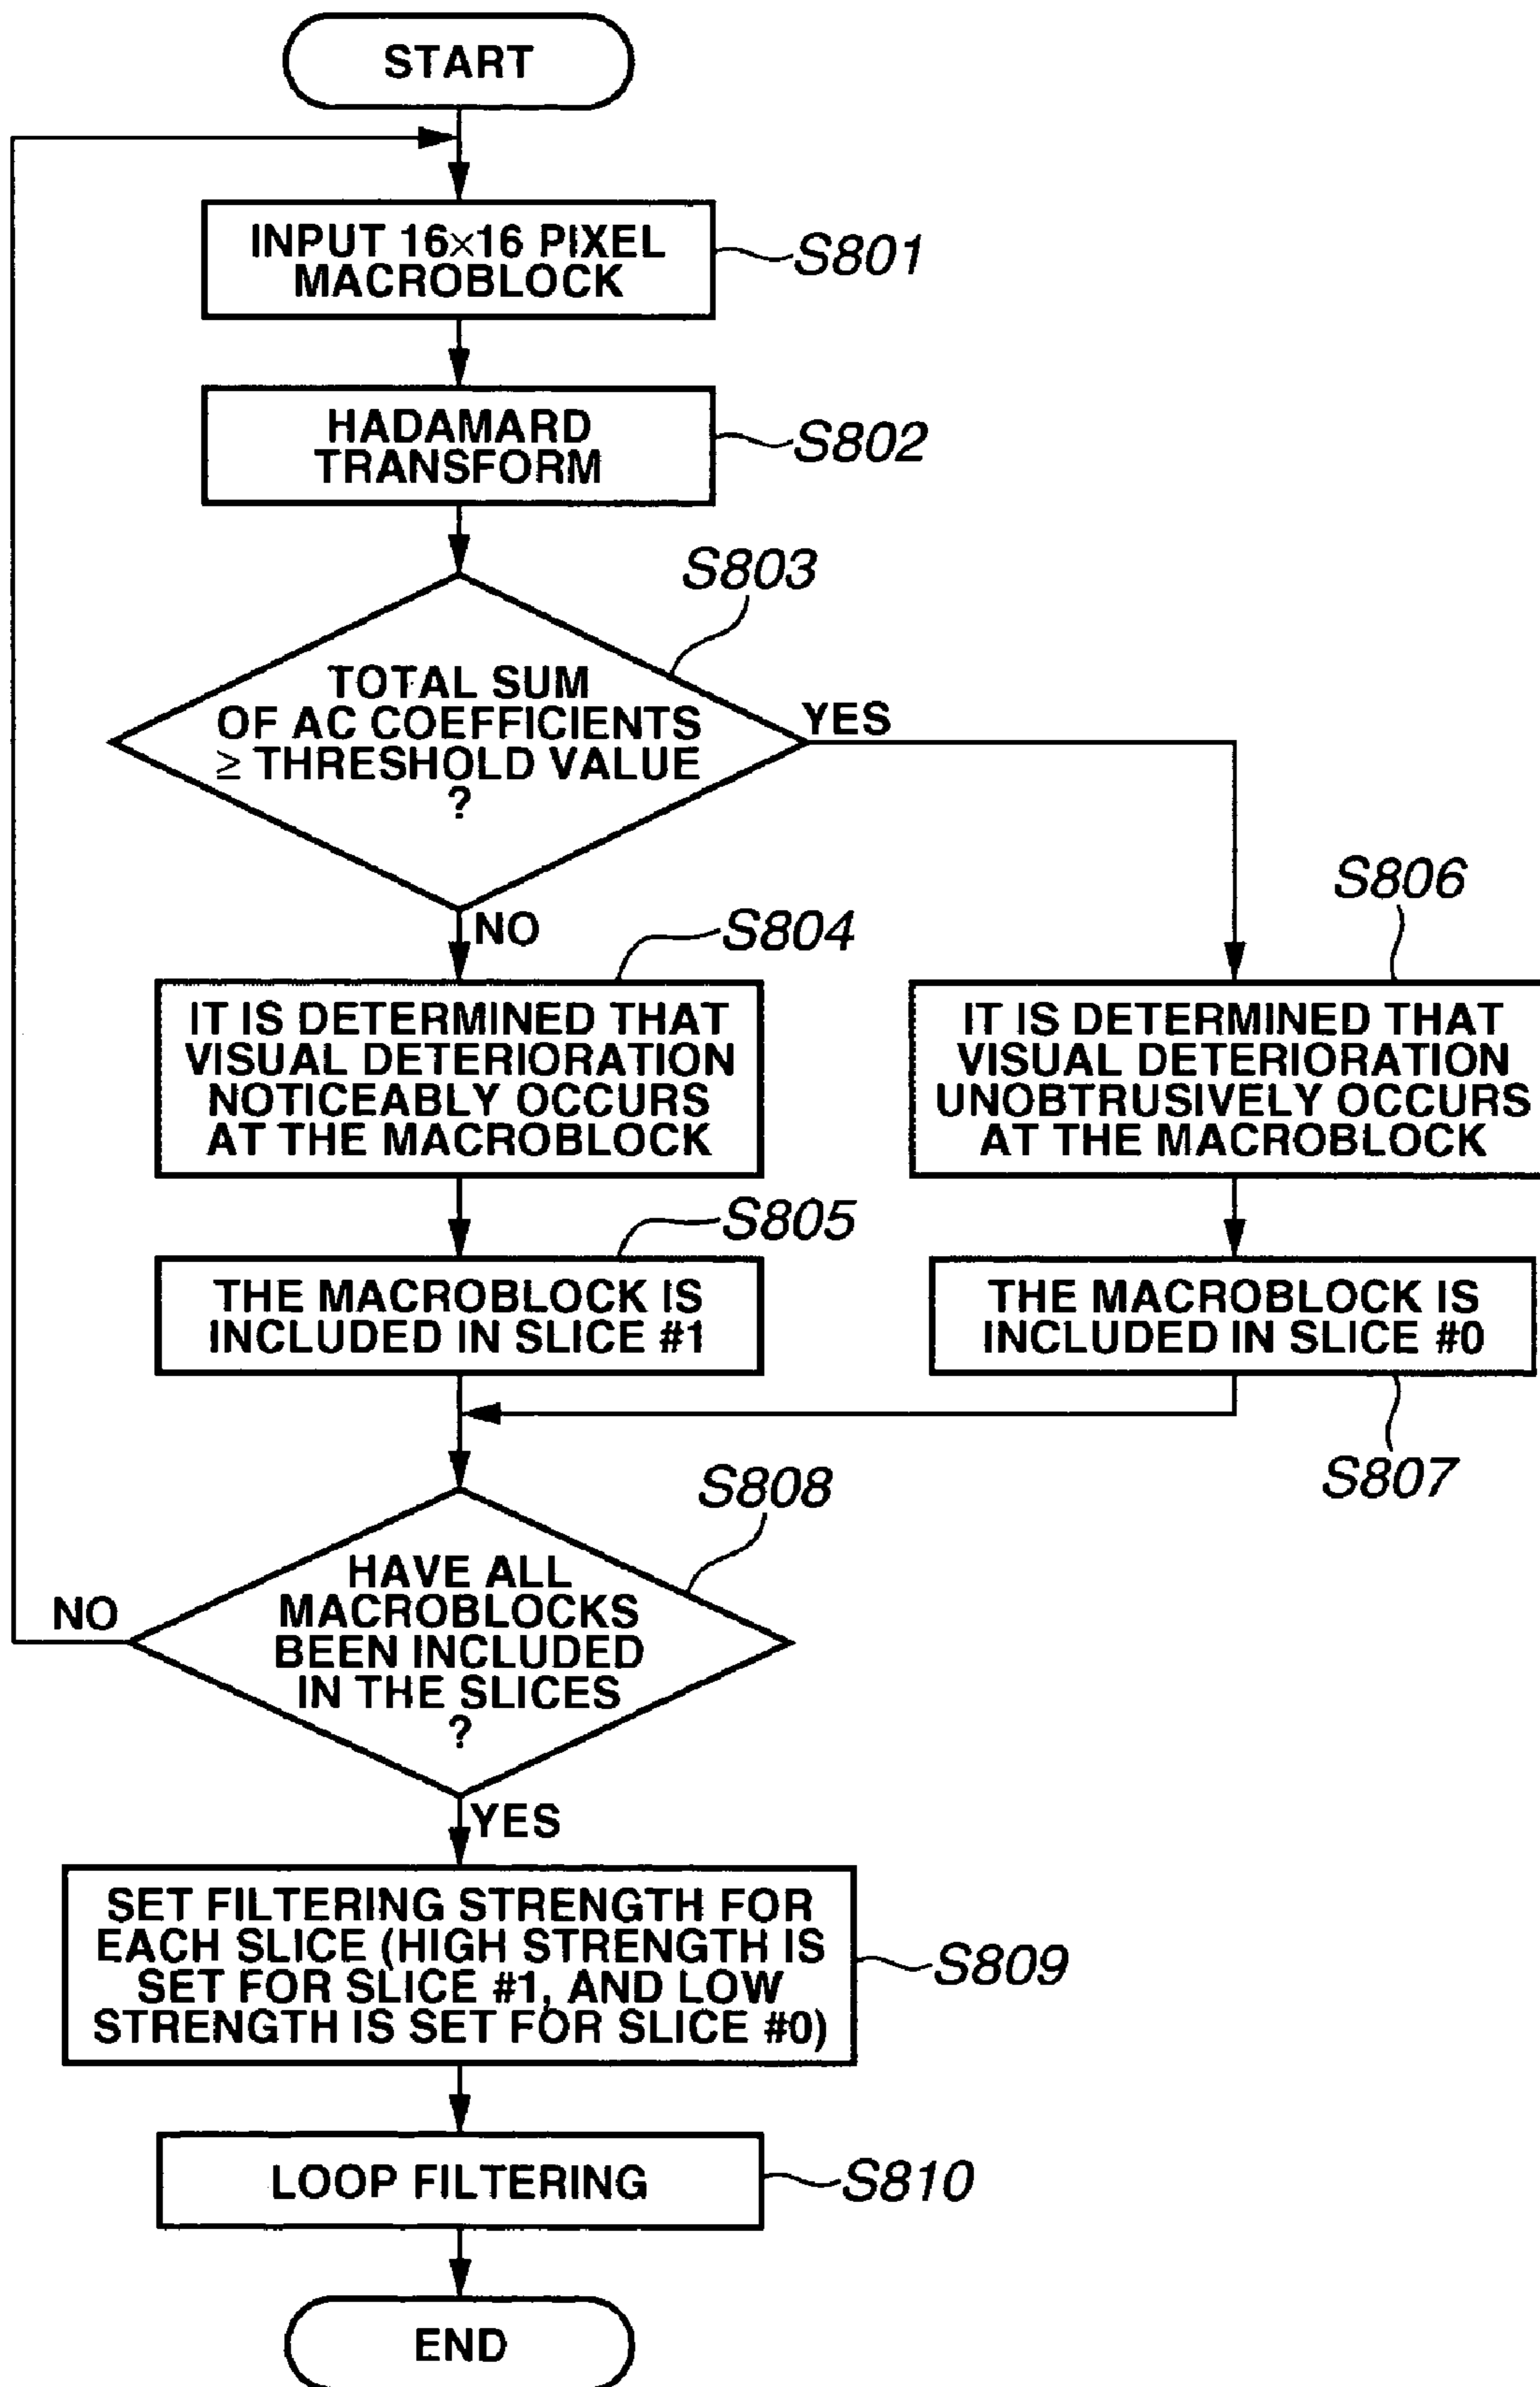 START
INPUT 16×16 PIXEL
MACROBLOCK
S801
HADAMARD
TRANSFORM
S802
S803
TOTAL SUM
OF AC COEFFICIENTS
≥ THRESHOLD VALUE
?
YES
NO
S804
IT IS DETERMINED THAT
VISUAL DETERIORATION
NOTICEABLY OCCURS
AT THE MACROBLOCK
S806
IT IS DETERMINED THAT
VISUAL DETERIORATION
UNOBTRUSIVELY OCCURS
AT THE MACROBLOCK
S805
THE MACROBLOCK IS
INCLUDED IN SLICE #1
THE MACROBLOCK IS
INCLUDED IN SLICE #0
S807
S808
HAVE ALL
MACROBLOCKS
BEEN INCLUDED
IN THE SLICES
?
NO
YES
SET FILTERING STRENGTH FOR
EACH SLICE (HIGH STRENGTH IS
SET FOR SLICE #1, AND LOW
STRENGTH IS SET FOR SLICE #0)
S809
LOOP FILTERING
S810
END